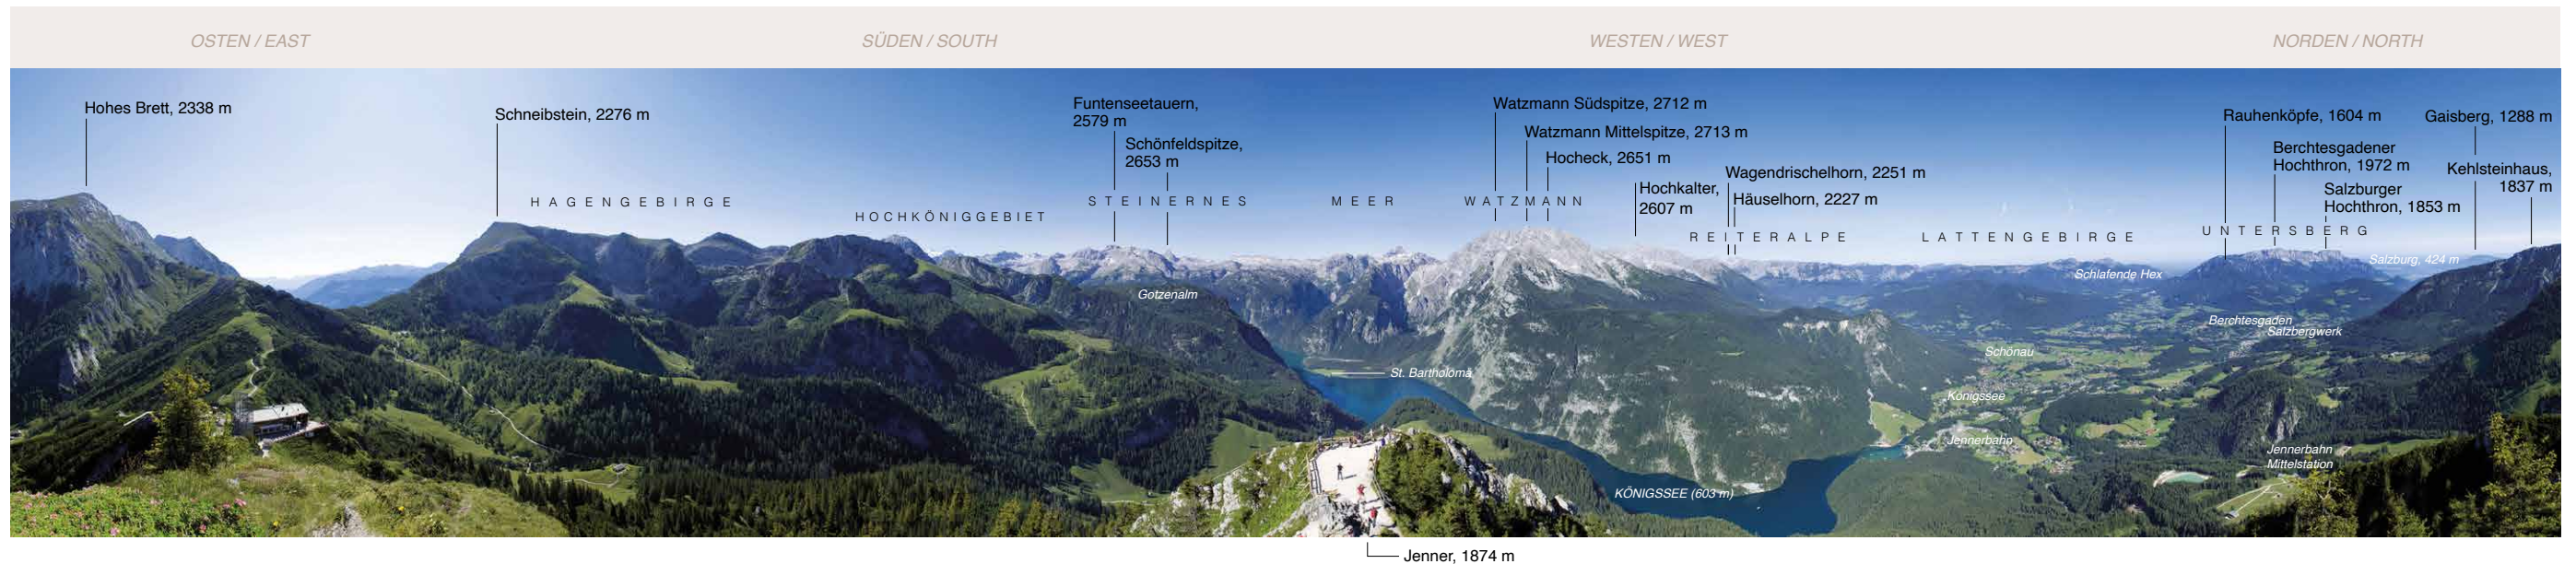 OSTEN / EAST
SÜDEN / SOUTH
WESTEN / WEST
NORDEN / NORTH
Hohes Brett, 2338 m
Schneibstein, 2276 m
HAGENGEBIRGE
HOCHKÖNIGGEBIET
Funtenseetauern,
2579 m
Schönfeldspitze,
2653 m
STEINERNES MEER
Gotzenalm
St. Bartholomä
Watzmann Südspitze, 2712 m
Watzmann Mittelspitze, 2713 m
Hocheck, 2651 m
WATZMANN
Hochkalter,
2607 m
Wagendrischelhorn, 2251 m
Häuselhorn, 2227 m
REITERALPE
LATTENGEBIRGE
Schlafende Hex
Rauhenköpfe, 1604 m
Berchtesgadener
Hochthron, 1972 m
Salzburger
Hochthron, 1853 m
UNTERSBERG
Gaisberg, 1288 m
Kehlsteinhaus,
1837 m
Salzburg, 424 m
Berchtesgaden
Salzbergwerk
Schönau
Königssee
Jennerbahn
Jennerbahn
Mittelstation
KÖNIGSSEE (603 m)
Jenner, 1874 m